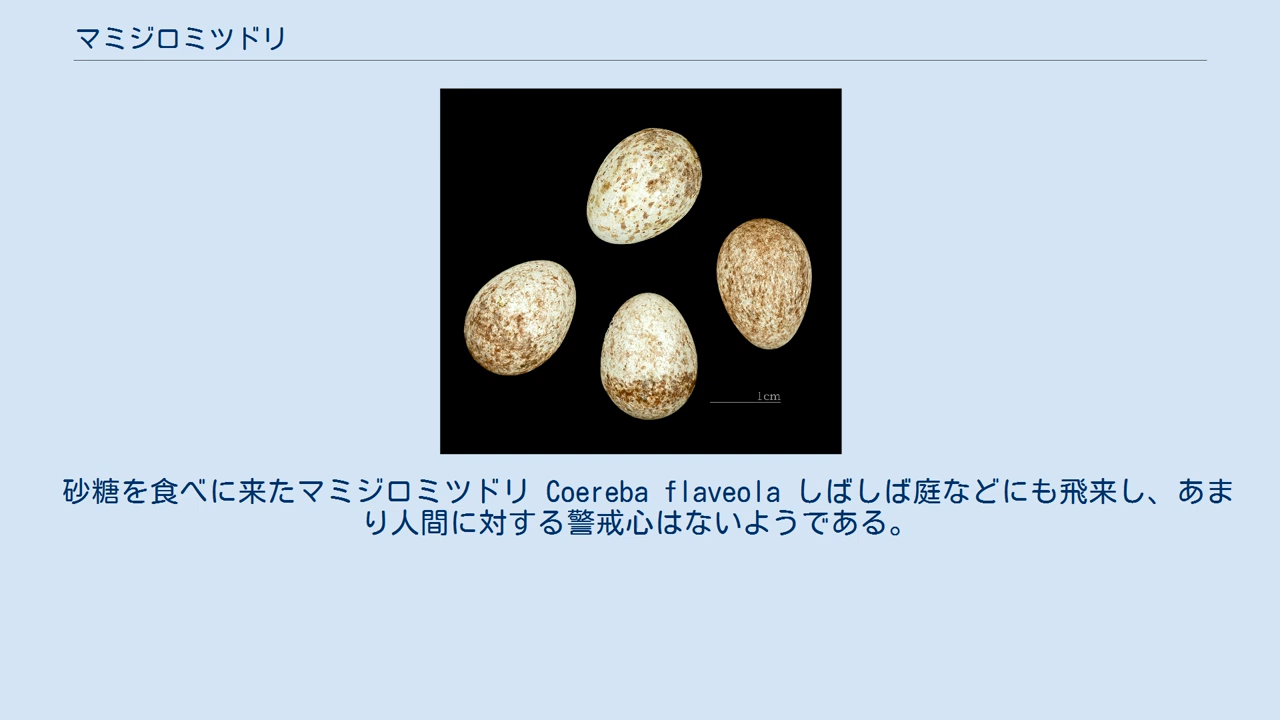 マミジロミツドリ
1cm
砂糖を食べに来たマミジロミツドリ Coereba flaveola しばしば庭などにも飛来し、あま
り人間に対する警戒心はないようである。